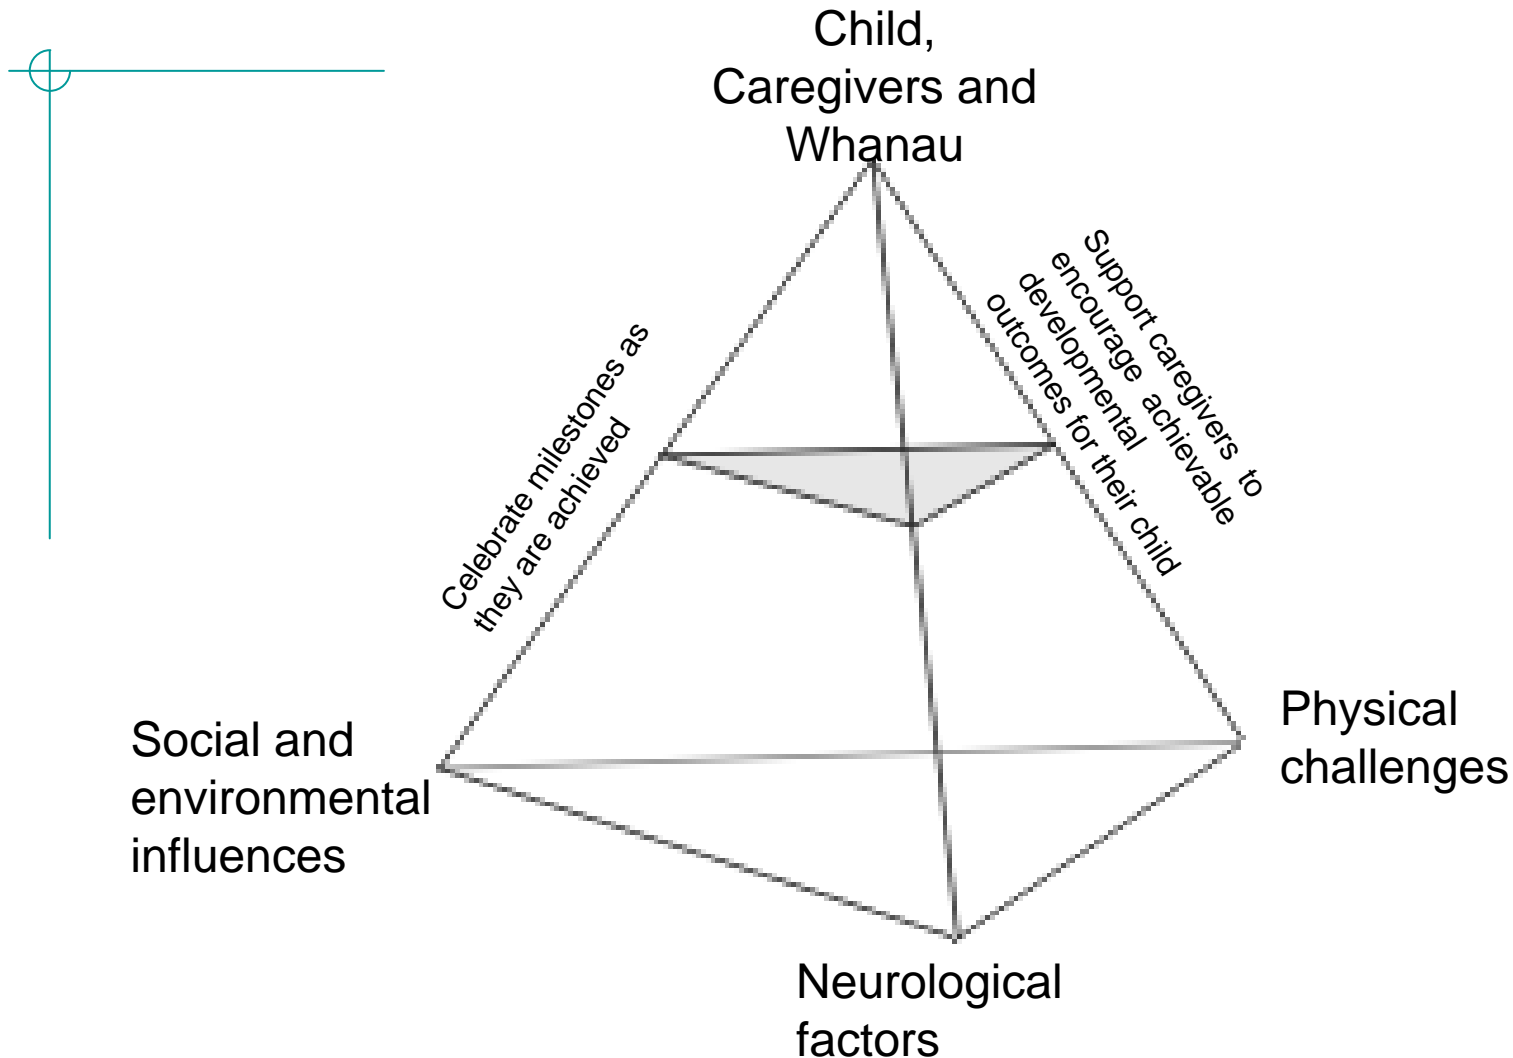 Child,
Caregivers and
Whanau
Celebrate milestones as
they are achieved
Support caregivers to
encourage achievable
developmental
outcomes for their child
Social and
environmental
influences
Physical
challenges
Neurological
factors